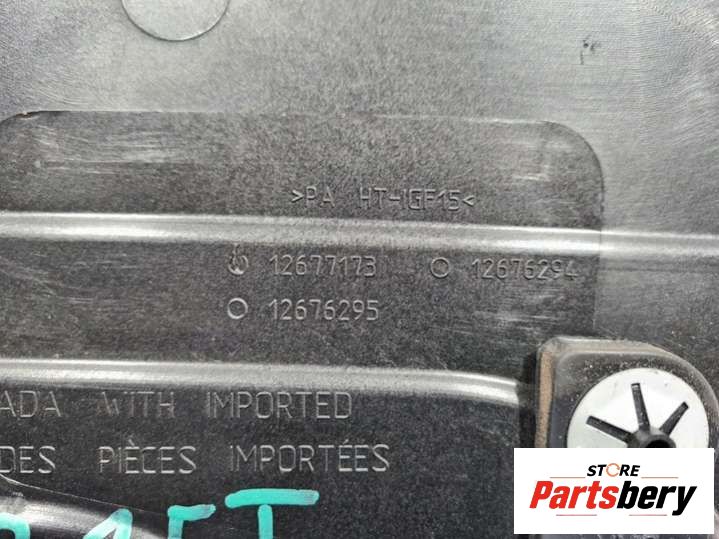 >PA HT-IGF15<
12677173 12676294
12676295
ADA WITH IMPORTED
DES PIÈCES IMPORTÉES
STORE
Partsbery